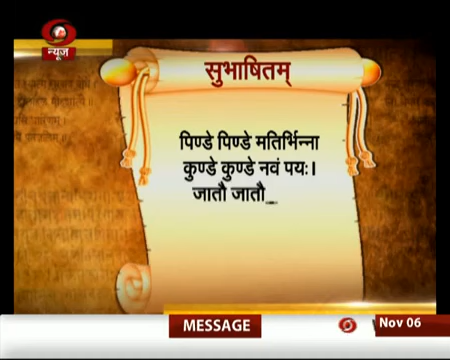 न्यूज़
सुभाषितम्
पिण्डे पिण्डे मतिर्भिन्ना
कुण्डे कुण्डे नवं पयः।
जातौ जातौ_
MESSAGE
Nov 06